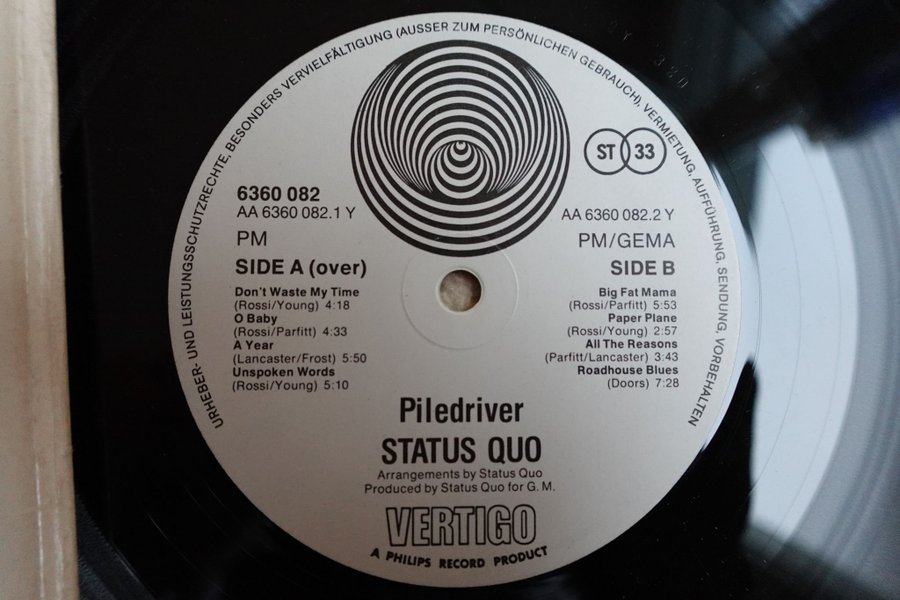 URHEBER- UND LEISTUNGSSCHUTZRECHTE, BESONDERS VERVIELFÄLTIGUNG (AUSSER ZUM PERSÖNLICHEN GEBRAUCH), VERMIETUNG, AUFFÜHRUNG, SENDUNG, VORBEHALTEN
ST 33
6360 082
AA 6360 082.1 Y
PM
SIDE A (over)
Don't Waste My Time
(Rossi/Young) 4:18
O Baby
(Rossi/Parfitt) 4:33
A Year
(Lancaster/Frost) 5:50
Unspoken Words
(Rossi/Young) 5:10
AA 6360 082.2 Y
PM/GEMA
SIDE B
Big Fat Mama
(Rossi/Parfitt) 5:53
Paper Plane
(Rossi/Young) 2:57
All The Reasons
(Parfitt/Lancaster) 3:43
Roadhouse Blues
(Doors) 7:28
Piledriver
STATUS QUO
Arrangements by Status Quo
Produced by Status Quo for G. M.
VERTIGO
A PHILIPS RECORD PRODUCT